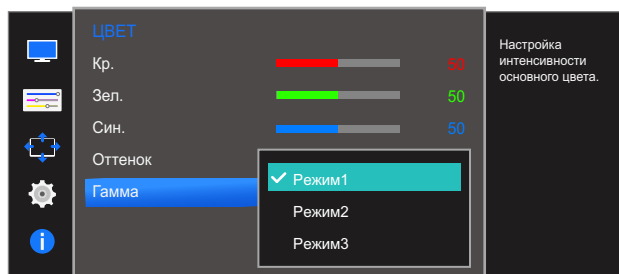 ЦВЕТ
Кр. 50
Зел. 50
Син. 50
Оттенок
Гамма
Режим1
Режим2
Режим3
Настройка
интенсивности
основного цвета.